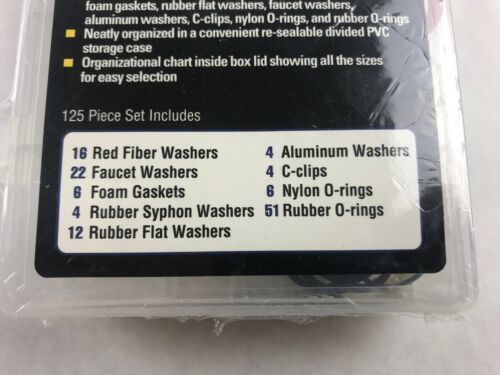 foam gaskets, rubber flat washers, faucet washers,
aluminum washers, C-clips, nylon O-rings, and rubber O-rings
Neatly organized in a convenient re-sealable divided PVC
storage case
Organizational chart inside box lid showing all the sizes
for easy selection
125 Piece Set Includes
16 Red Fiber Washers
22 Faucet Washers
6 Foam Gaskets
4 Rubber Syphon Washers
12 Rubber Flat Washers
4 Aluminum Washers
4 C-clips
6 Nylon O-rings
51 Rubber O-rings